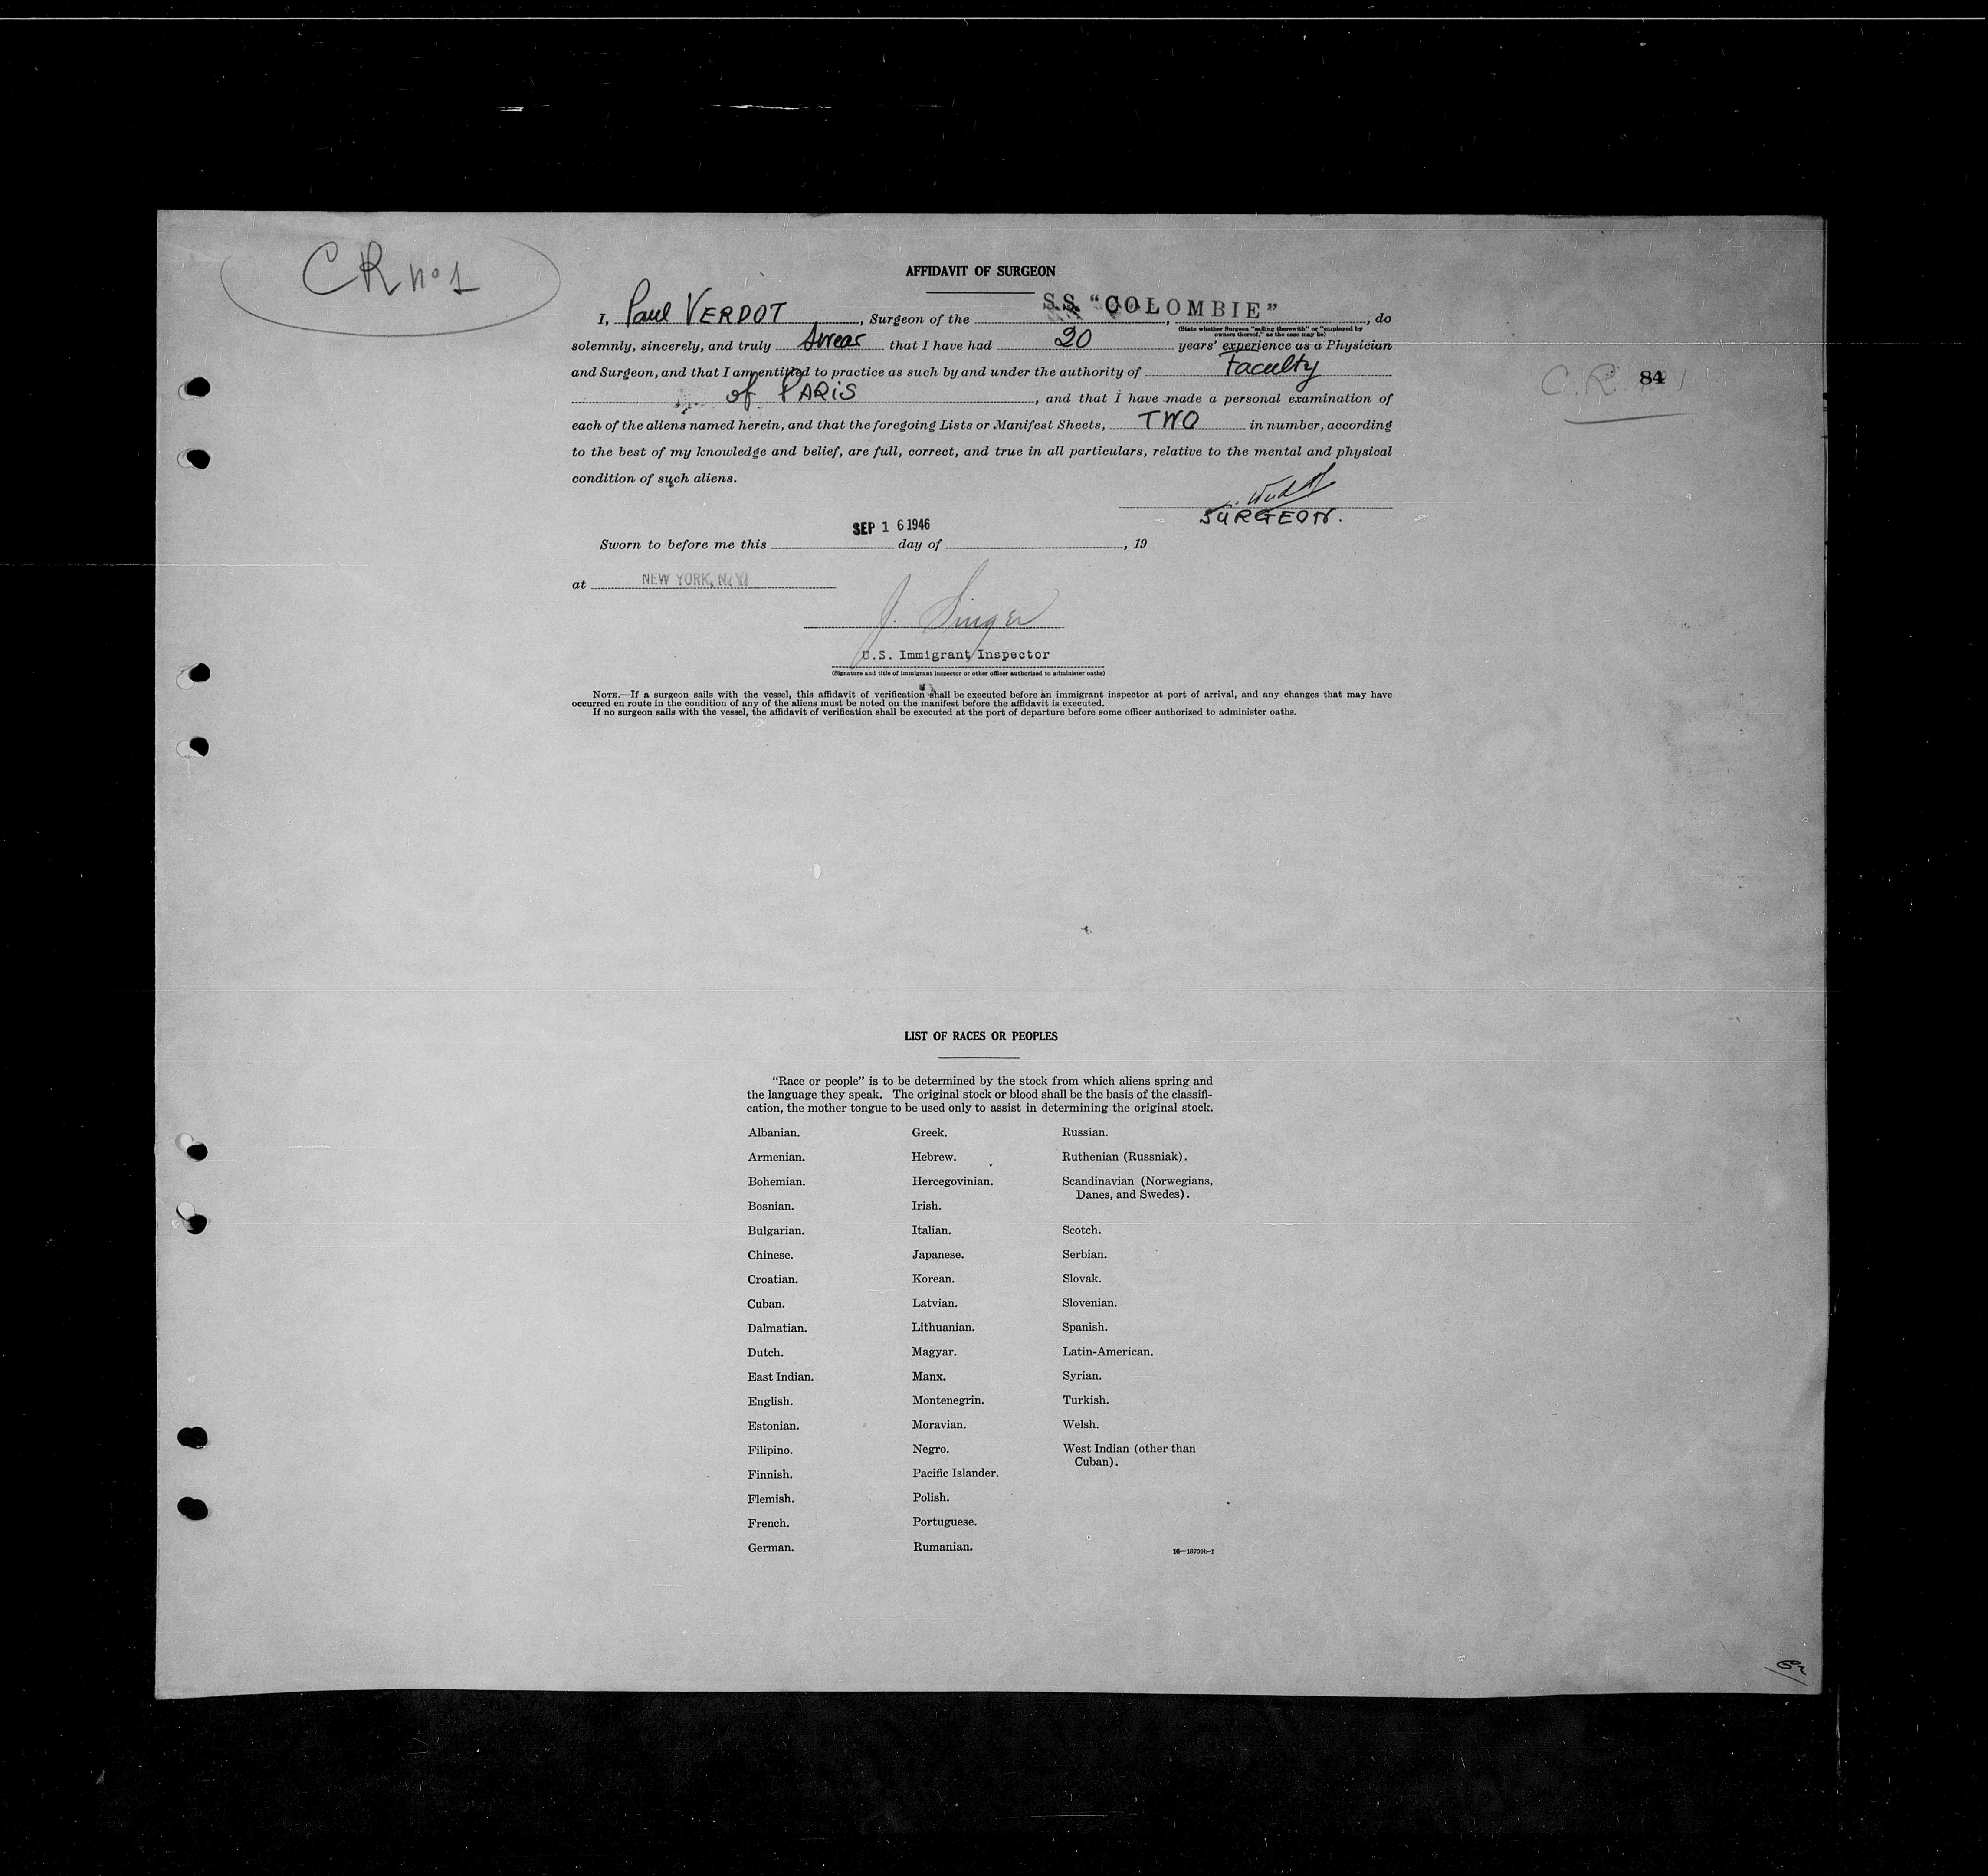 CR n° 1
AFFIDAVIT OF SURGEON
I, Paul VERDOT, Surgeon of the S.S. "COLOMBIE", , do
(State whether Surgeon "sailing therewith" or "employed by owners thereof," as the case may be)
solemnly, sincerely, and truly swear that I have had 20 years' experience as a Physician
and Surgeon, and that I am entitled to practice as such by and under the authority of Faculty
of PARIS, and that I have made a personal examination of
C.R. 84
each of the aliens named herein, and that the foregoing Lists or Manifest Sheets, TWO in number, according
to the best of my knowledge and belief, are full, correct, and true in all particulars, relative to the mental and physical
condition of such aliens.
SURGEON.
SEP 16 1946
Sworn to before me this day of , 19
at NEW YORK, N.Y.
J. Singer
U.S. Immigrant Inspector
(Signature and title of immigrant inspector or other officer authorized to administer oaths)
NOTE.—If a surgeon sails with the vessel, this affidavit of verification shall be executed before an immigrant inspector at port of arrival, and any changes that may have
occurred en route in the condition of any of the aliens must be noted on the manifest before the affidavit is executed.
If no surgeon sails with the vessel, the affidavit of verification shall be executed at the port of departure before some officer authorized to administer oaths.
LIST OF RACES OR PEOPLES
"Race or people" is to be determined by the stock from which aliens spring and
the language they speak. The original stock or blood shall be the basis of the classifi-
cation, the mother tongue to be used only to assist in determining the original stock.
Albanian.
Armenian.
Bohemian.
Bosnian.
Bulgarian.
Chinese.
Croatian.
Cuban.
Dalmatian.
Dutch.
East Indian.
English.
Estonian.
Filipino.
Finnish.
Flemish.
French.
German.
Greek.
Hebrew.
Hercegovinian.
Irish.
Italian.
Japanese.
Korean.
Latvian.
Lithuanian.
Magyar.
Manx.
Montenegrin.
Moravian.
Negro.
Pacific Islander.
Polish.
Portuguese.
Rumanian.
Russian.
Ruthenian (Russniak).
Scandinavian (Norwegians,
Danes, and Swedes).
Scotch.
Serbian.
Slovak.
Slovenian.
Spanish.
Latin-American.
Syrian.
Turkish.
Welsh.
West Indian (other than
Cuban).